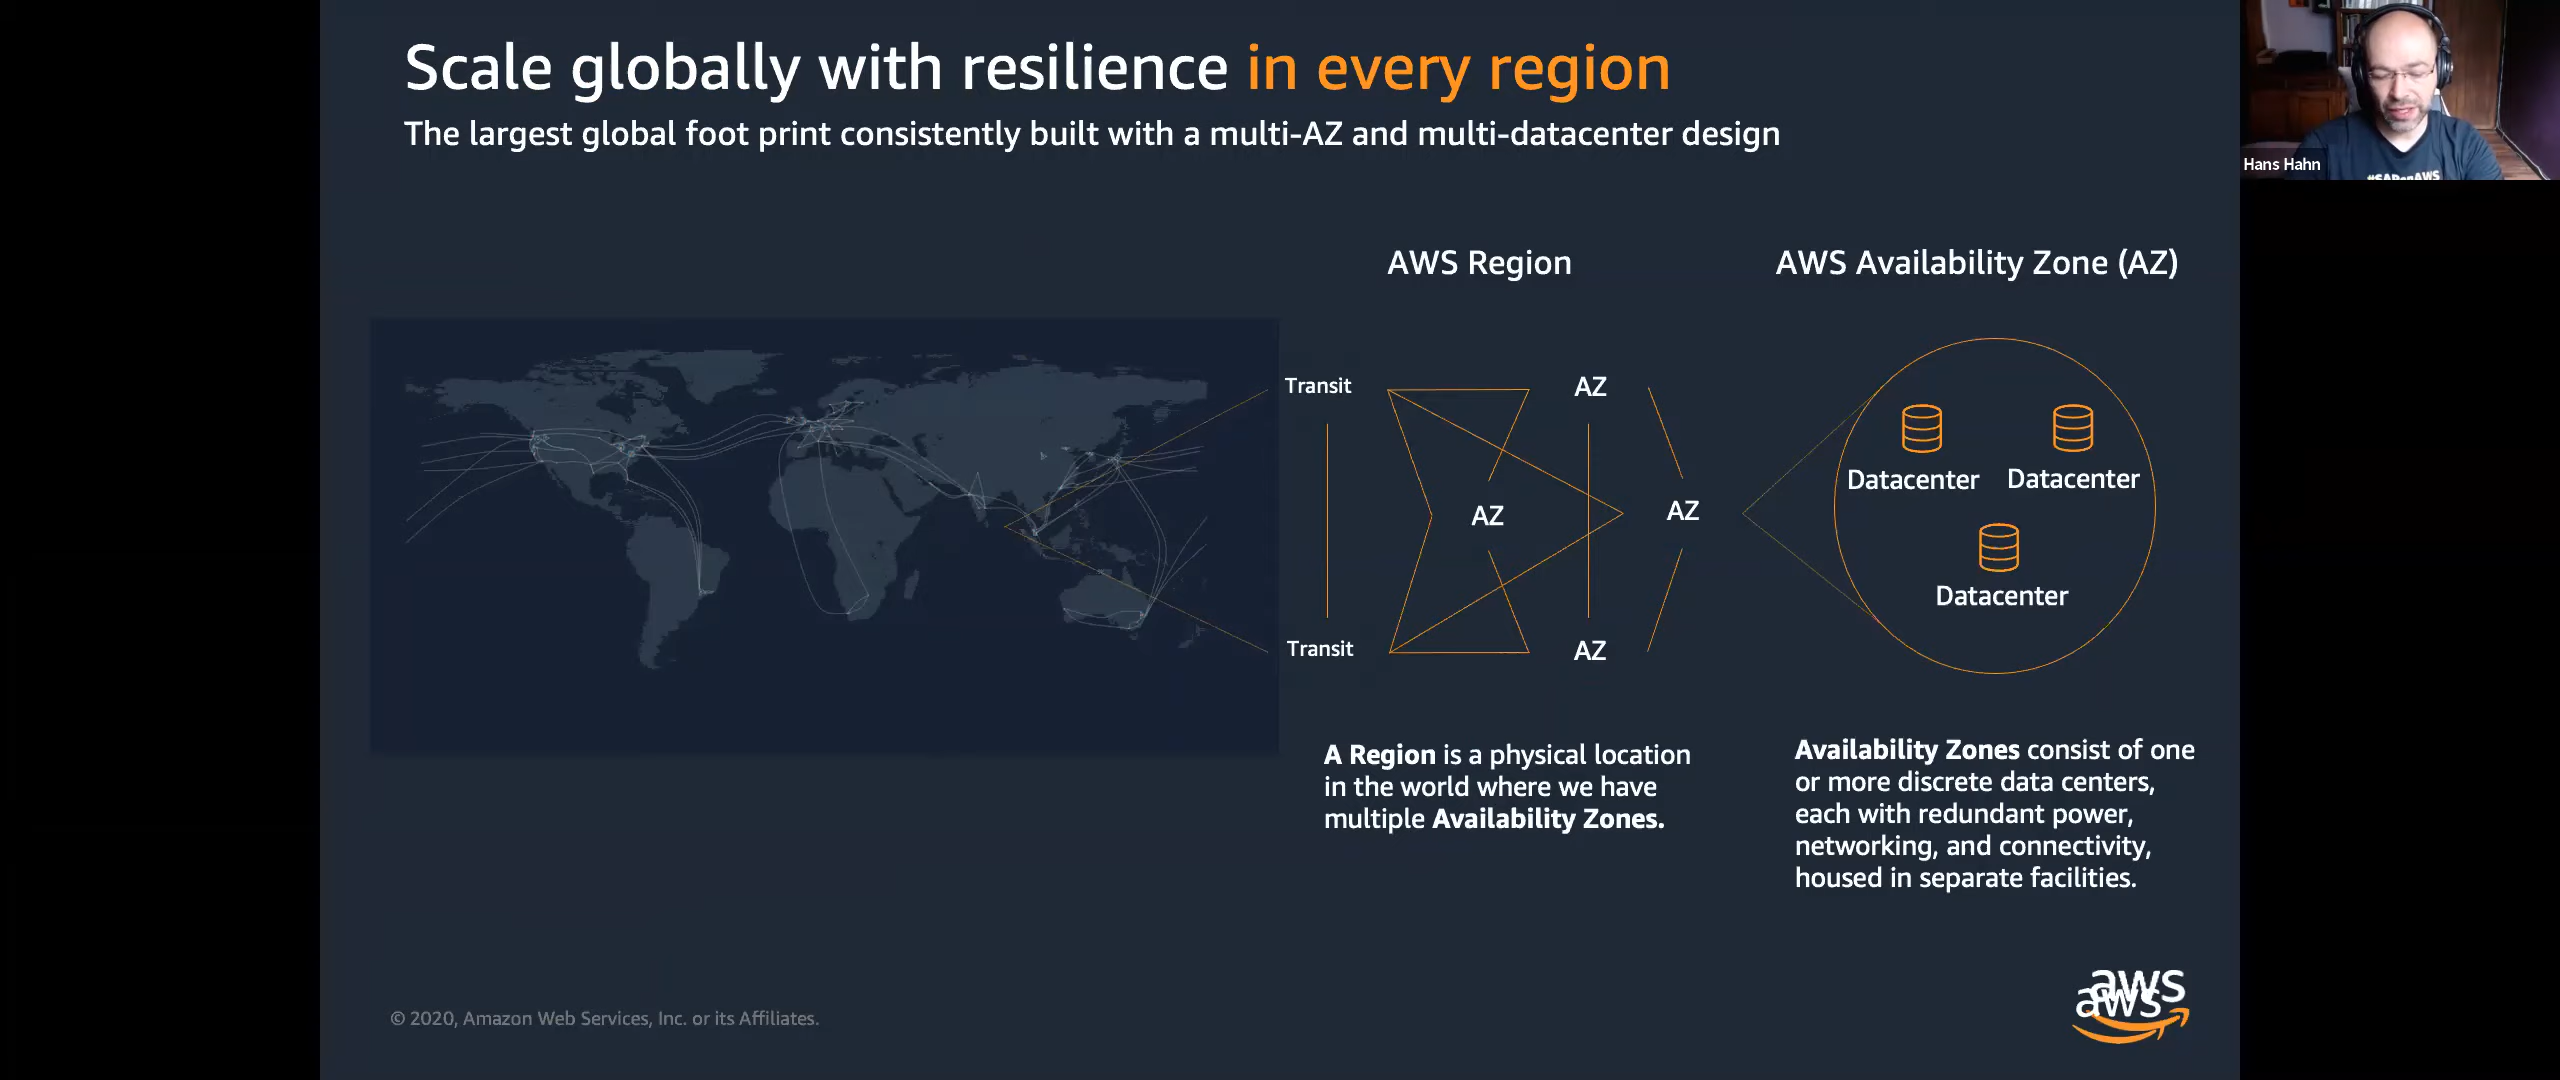 Scale globally with resilience in every region
The largest global foot print consistently built with a multi-AZ and multi-datacenter design
Hans Hahn
AWS Region
AWS Availability Zone (AZ)
Transit
AZ
AZ
AZ
Transit
AZ
Datacenter
Datacenter
Datacenter
A Region is a physical location
in the world where we have
multiple Availability Zones.
Availability Zones consist of one
or more discrete data centers,
each with redundant power,
networking, and connectivity,
housed in separate facilities.
© 2020, Amazon Web Services, Inc. or its Affiliates.
aws
aws